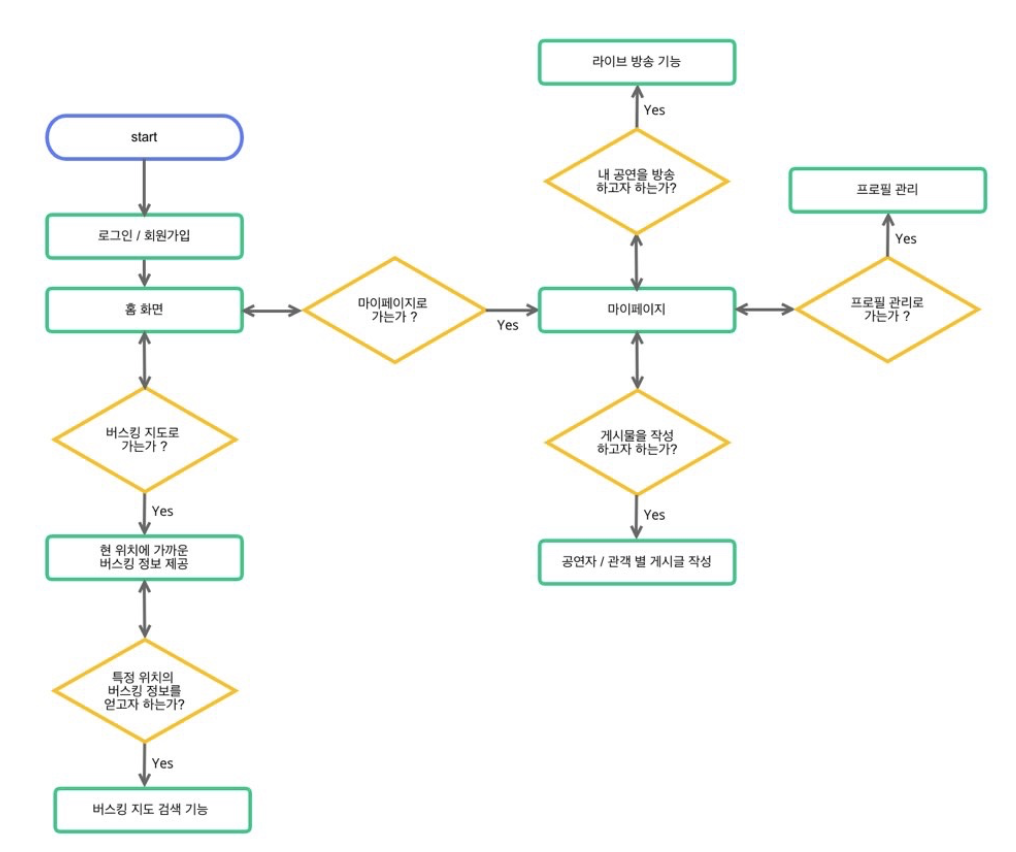 start
로그인 / 회원가입
홈 화면
버스킹 지도로
가는가 ?
Yes
현 위치에 가까운
버스킹 정보 제공
특정 위치의
버스킹 정보를
얻고자 하는가?
Yes
버스킹 지도 검색 기능
마이페이지로
가는가 ?
Yes
마이페이지
내 공연을 방송
하고자 하는가?
Yes
라이브 방송 기능
프로필 관리로
가는가 ?
Yes
프로필 관리
게시물을 작성
하고자 하는가?
Yes
공연자 / 관객 별 게시글 작성